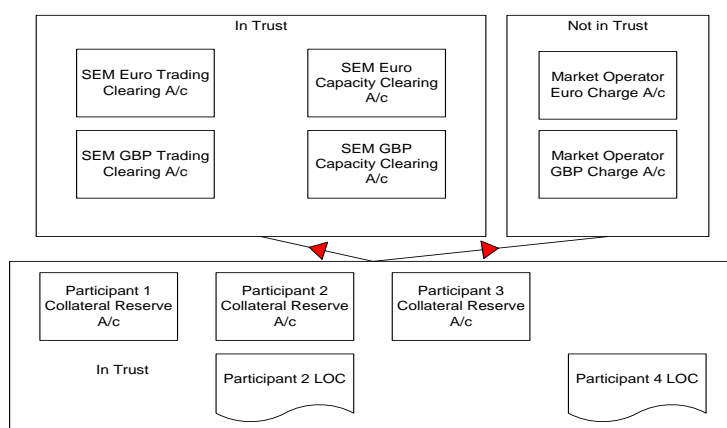 In Trust
Not in Trust
SEM Euro Trading
Clearing A/c
SEM Euro
Capacity Clearing
A/c
Market Operator
Euro Charge A/c
SEM GBP Trading
Clearing A/c
SEM GBP
Capacity Clearing
A/c
Market Operator
GBP Charge A/c
Participant 1
Collateral Reserve
A/c
Participant 2
Collateral Reserve
A/c
Participant 3
Collateral Reserve
A/c
In Trust
Participant 2 LOC
Participant 4 LOC